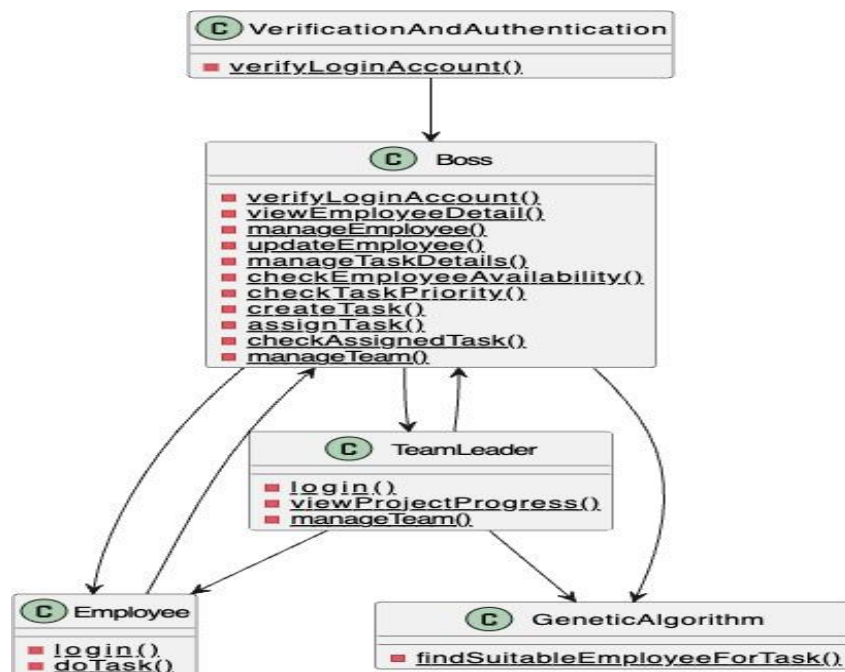 C VerificationAndAuthentication
verifyLoginAccount()
C Boss
verifyLoginAccount()
viewEmployeeDetail()
manageEmployee()
updateEmployee()
manageTaskDetails()
checkEmployeeAvailability()
checkTaskPriority()
createTask()
assignTask()
checkAssignedTask()
manageTeam()
C TeamLeader
login()
viewProjectProgress()
manageTeam()
C Employee
login()
doTask()
C GeneticAlgorithm
findSuitableEmployeeForTask()